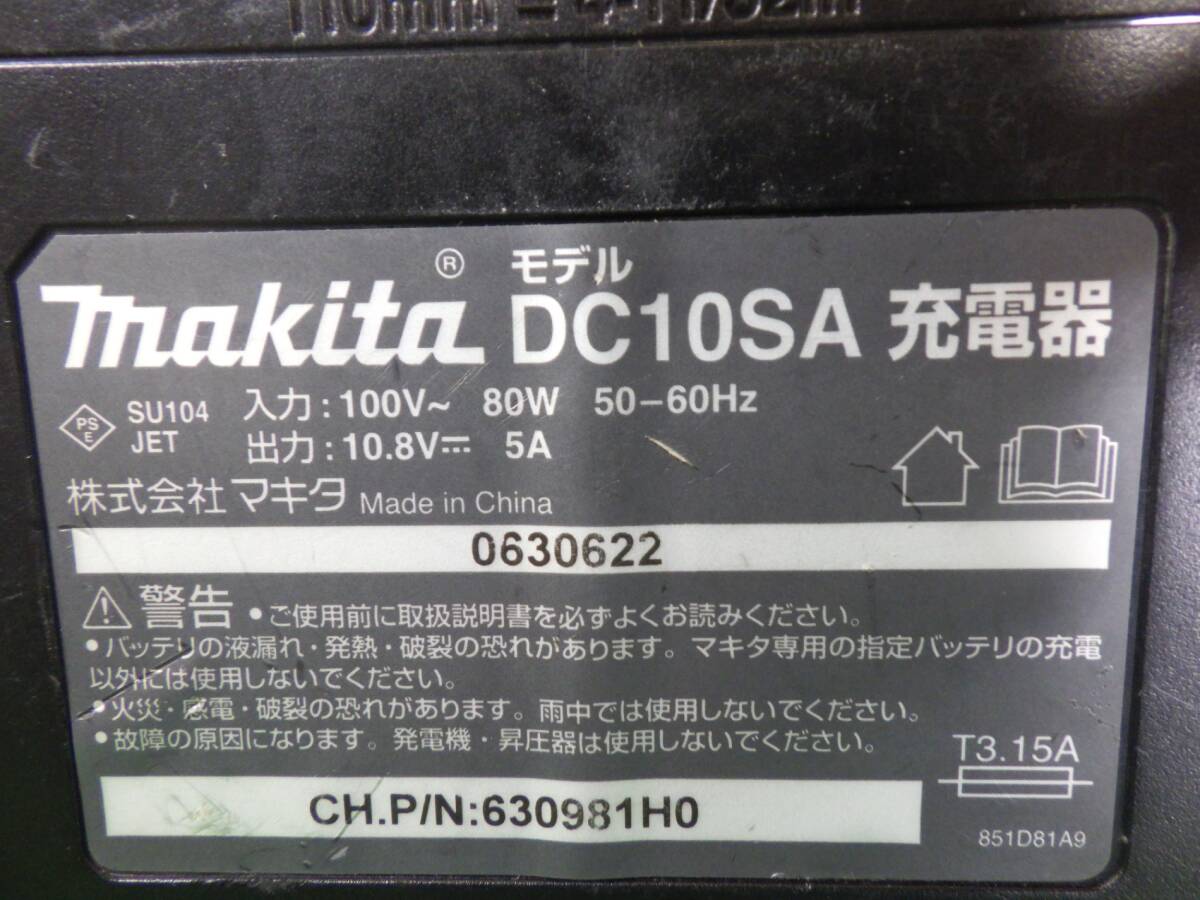 110mm = 4-11/32in
makita® モデル DC10SA 充電器
PS E SU104 JET
入力：100V~ 80W 50-60Hz
出力：10.8V⎓ 5A
株式会社マキタ Made in China
0630622
警告 •ご使用前に取扱説明書を必ずよくお読みください。
•バッテリの液漏れ・発熱・破裂の恐れがあります。マキタ専用の指定バッテリの充電
以外には使用しないでください。
•火災・感電・破裂の恐れがあります。雨中では使用しないでください。
•故障の原因になります。発電機・昇圧器は使用しないでください。
T3.15A
CH.P/N:630981H0
851D81A9